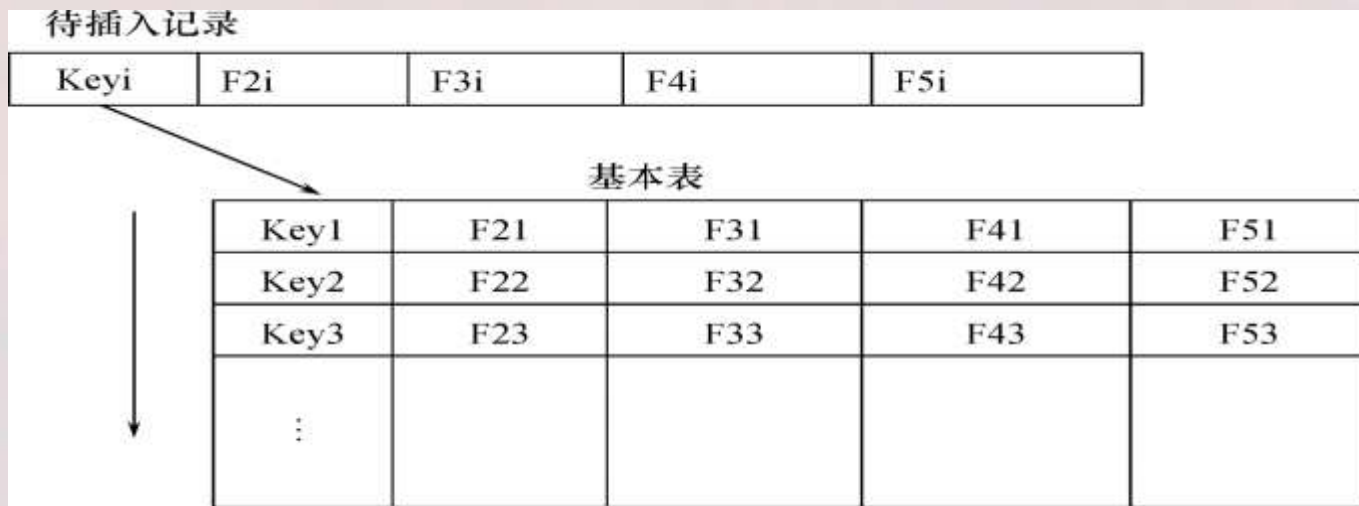 待插入记录
Keyi F2i F3i F4i F5i
基本表
Key1 F21 F31 F41 F51
Key2 F22 F32 F42 F52
Key3 F23 F33 F43 F53
⋮